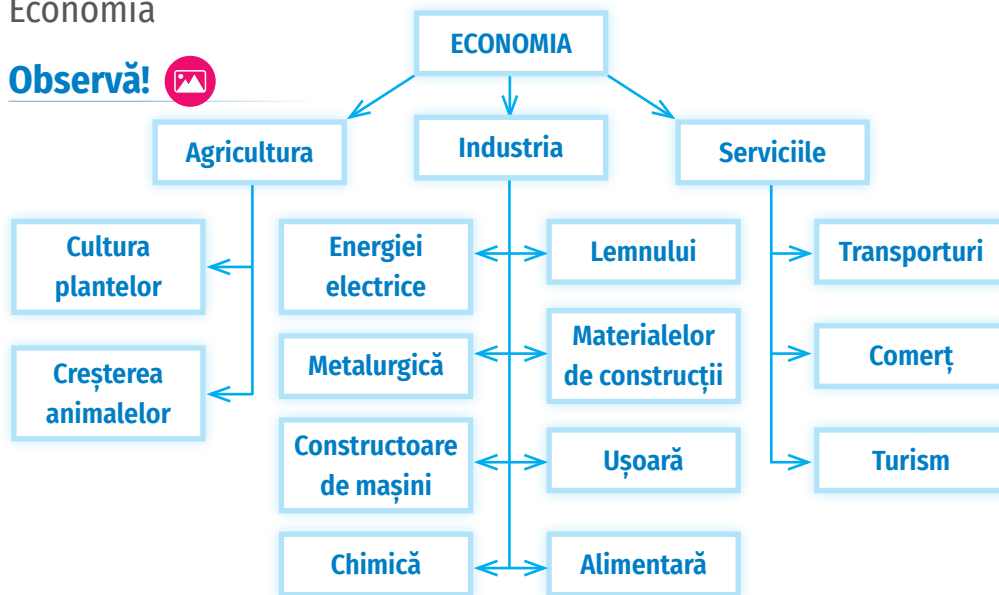 Economia
Observă!
ECONOMIA
Agricultura
Industria
Serviciile
Cultura
plantelor
Creșterea
animalelor
Energiei
electrice
Lemnului
Metalurgică
Materialelor
de construcții
Constructoare
de mașini
Ușoară
Chimică
Alimentară
Transporturi
Comerț
Turism